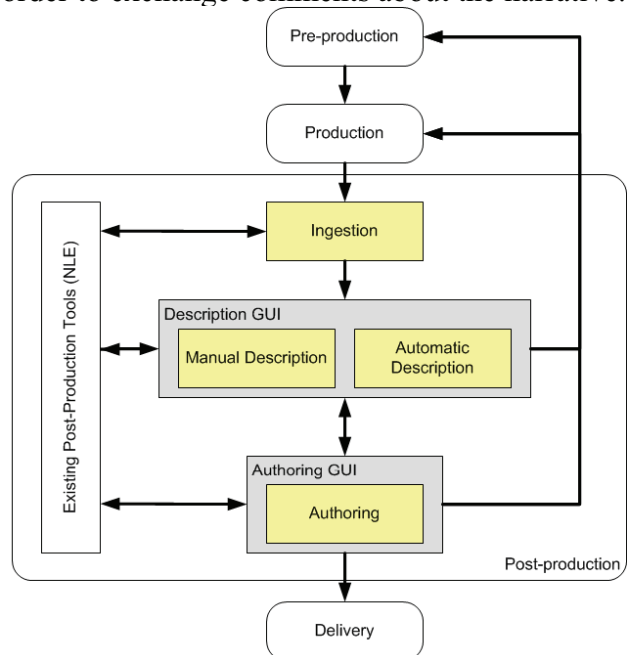 order to exchange comments about the narrative.
Pre-production
Production
Existing Post-Production Tools (NLE)
Ingestion
Description GUI
Manual Description
Automatic
Description
Authoring GUI
Authoring
Post-production
Delivery